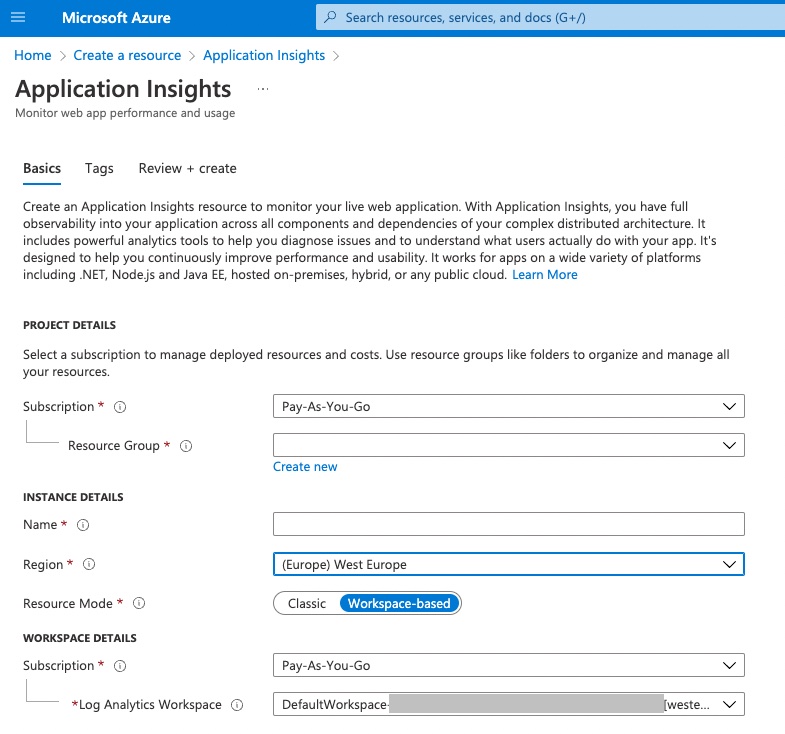 Microsoft Azure
Search resources, services, and docs (G+/)
Home > Create a resource > Application Insights >
Application Insights ...
Monitor web app performance and usage
Basics Tags Review + create
Create an Application Insights resource to monitor your live web application. With Application Insights, you have full
observability into your application across all components and dependencies of your complex distributed architecture. It
includes powerful analytics tools to help you diagnose issues and to understand what users actually do with your app. It's
designed to help you continuously improve performance and usability. It works for apps on a wide variety of platforms
including .NET, Node.js and Java EE, hosted on-premises, hybrid, or any public cloud. Learn More
PROJECT DETAILS
Select a subscription to manage deployed resources and costs. Use resource groups like folders to organize and manage all
your resources.
Subscription * Pay-As-You-Go
Resource Group *
Create new
INSTANCE DETAILS
Name *
Region * (Europe) West Europe
Resource Mode * Classic Workspace-based
WORKSPACE DETAILS
Subscription * Pay-As-You-Go
*Log Analytics Workspace DefaultWorkspace- [weste...